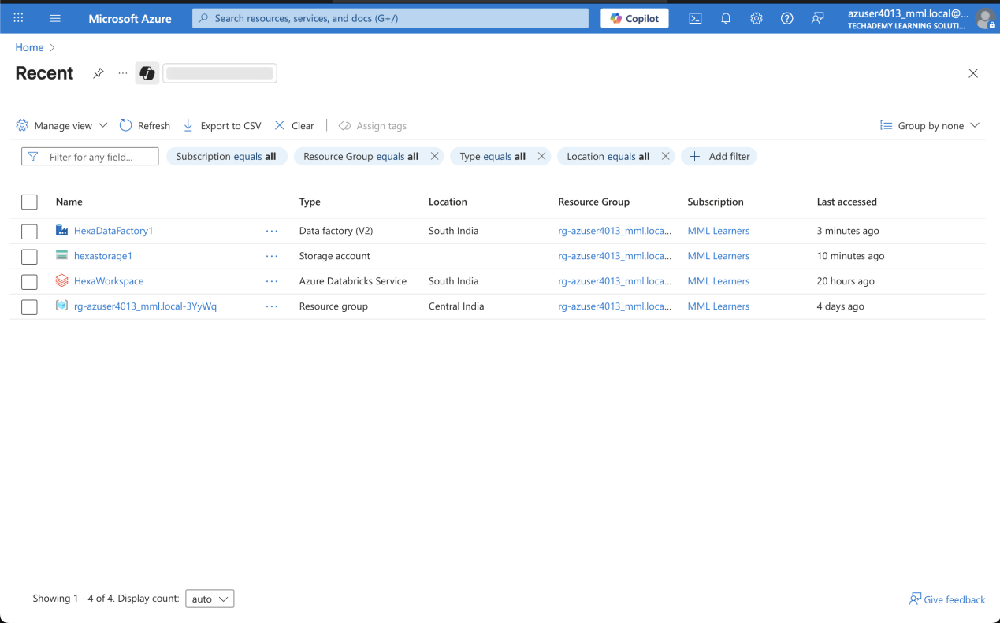 Microsoft Azure
Search resources, services, and docs (G+/)
Copilot
azuser4013_mml.local@...
TECHADEMY LEARNING SOLUTI...
Home
Recent
Manage view
Refresh
Export to CSV
Clear
Assign tags
Group by none
Filter for any field...
Subscription equals all
Resource Group equals all
Type equals all
Location equals all
Add filter
Name Type Location Resource Group Subscription Last accessed
HexaDataFactory1 ... Data factory (V2) South India rg-azuser4013_mml.loca... MML Learners 3 minutes ago
hexastorage1 ... Storage account rg-azuser4013_mml.loca... MML Learners 10 minutes ago
HexaWorkspace ... Azure Databricks Service South India rg-azuser4013_mml.loca... MML Learners 20 hours ago
rg-azuser4013_mml.local-3YyWq ... Resource group Central India rg-azuser4013_mml.loca... MML Learners 4 days ago
Showing 1 - 4 of 4. Display count: auto
Give feedback